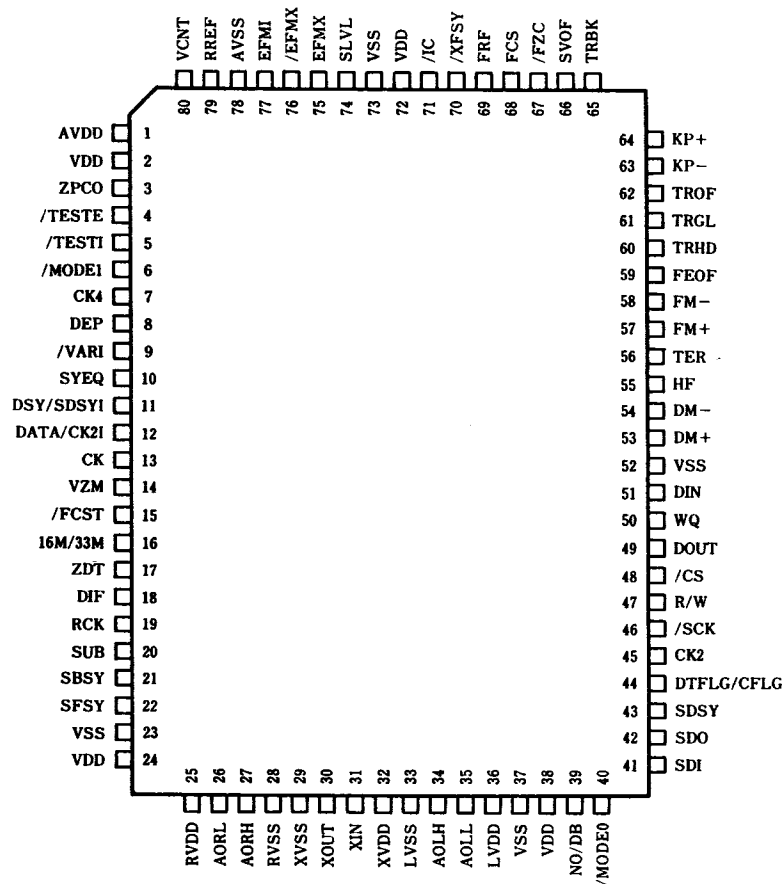 VCNT RREF AVSS EFMI /EFMX EFMX SLVL VSS VDD /IC /XFSY FRF FCS /FZC SVOF TRBK
80 79 78 77 76 75 74 73 72 71 70 69 68 67 66 65
AVDD 1
VDD 2
ZPCO 3
/TESTE 4
/TESTI 5
/MODE1 6
CK4 7
DEP 8
/VARI 9
SYEQ 10
DSY/SDSYI 11
DATA/CK2I 12
CK 13
VZM 14
/FCST 15
16M/33M 16
ZDT 17
DIF 18
RCK 19
SUB 20
SBSY 21
SFSY 22
VSS 23
VDD 24
64 KP+
63 KP-
62 TROF
61 TRGL
60 TRHD
59 FEOF
58 FM-
57 FM+
56 TER
55 HF
54 DM-
53 DM+
52 VSS
51 DIN
50 WQ
49 DOUT
48 /CS
47 R/W
46 /SCK
45 CK2
44 DTFLG/CFLG
43 SDSY
42 SDO
41 SDI
25 26 27 28 29 30 31 32 33 34 35 36 37 38 39 40
RVDD AORL AORH RVSS XVSS XOUT XIN XVDD LVSS AOLH AOLL LVDD VSS VDD NO/DB /MODE0